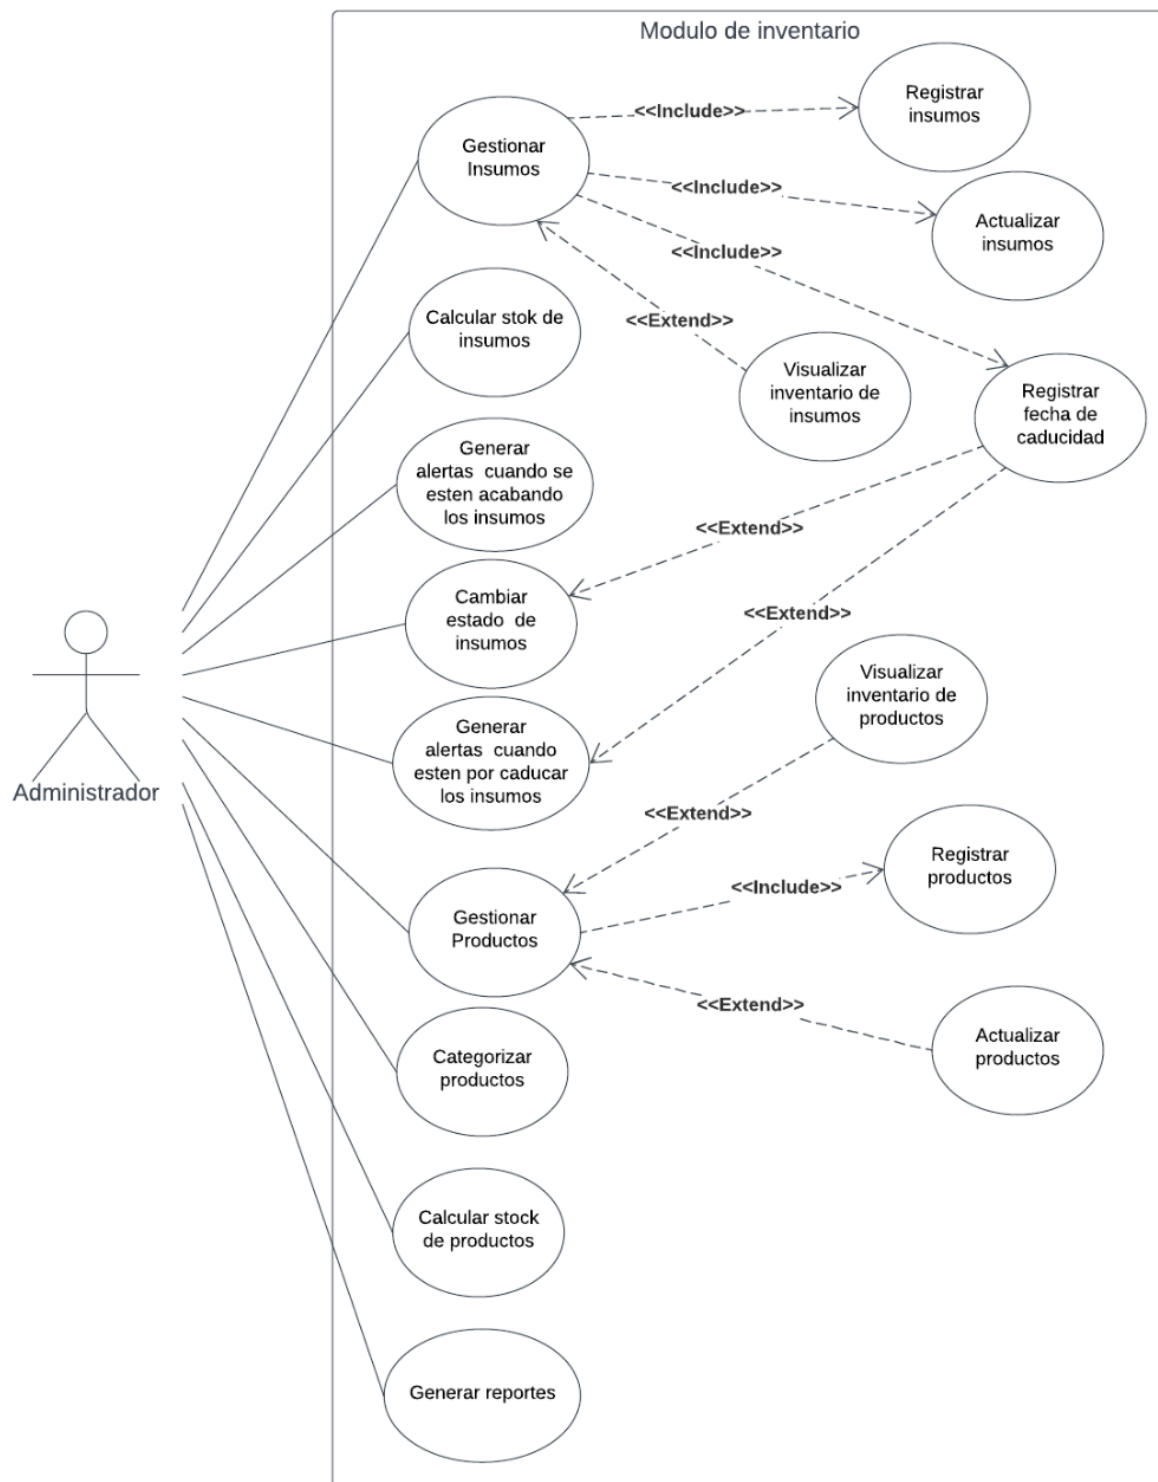 Modulo de inventario
Registrar
insumos
<<Include>>
Gestionar
Insumos
<<Include>>
Actualizar
insumos
<<Include>>
Calcular stok de
insumos
<<Extend>>
Visualizar
inventario de
insumos
Registrar
fecha de
caducidad
Generar
alertas cuando se
esten acabando
los insumos
<<Extend>>
Cambiar
estado de
insumos
<<Extend>>
Visualizar
inventario de
productos
Generar
alertas cuando
esten por caducar
los insumos
Administrador
<<Extend>>
Registrar
productos
<<Include>>
Gestionar
Productos
<<Extend>>
Actualizar
productos
Categorizar
productos
Calcular stock
de productos
Generar reportes